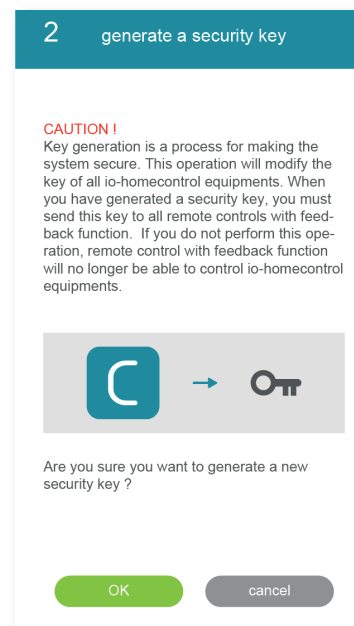 2 generate a security key
CAUTION !
Key generation is a process for making the
system secure. This operation will modify the
key of all io-homecontrol equipments. When
you have generated a security key, you must
send this key to all remote controls with feed-
back function.  If you do not perform this ope-
ration, remote control with feedback function
will no longer be able to control io-homecontrol
equipments.
Are you sure you want to generate a new
security key ?
OK cancel